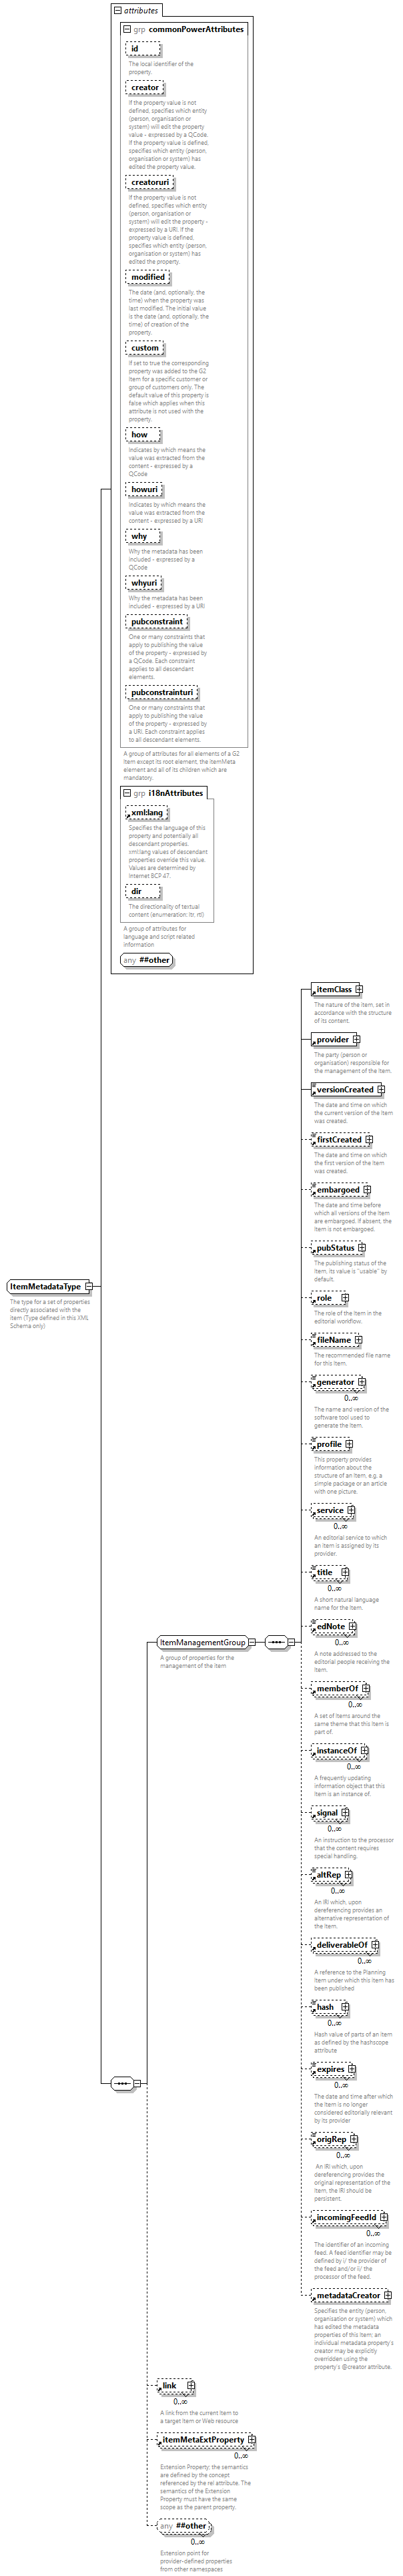 attributes
grp commonPowerAttributes
id
The local identifier of the
property.
creator
If the property value is not
defined, specifies which entity
(person, organisation or
system) will edit the property
value - expressed by a QCode.
If the property value is defined,
specifies which entity (person,
organisation or system) has
edited the property value.
creatoruri
If the property value is not
defined, specifies which entity
(person, organisation or
system) will edit the property -
expressed by a URI. If the
property value is defined,
specifies which entity (person,
organisation or system) has
edited the property.
modified
The date (and, optionally, the
time) when the property was
last modified. The initial value
is the date (and, optionally, the
time) of creation of the
property.
custom
If set to true the corresponding
property was added to the G2
Item for a specific customer or
group of customers only. The
default value of this property is
false which applies when this
attribute is not used with the
property.
how
Indicates by which means the
value was extracted from the
content - expressed by a
QCode
howuri
Indicates by which means the
value was extracted from the
content - expressed by a URI
why
Why the metadata has been
included - expressed by a
QCode
whyuri
Why the metadata has been
included - expressed by a URI
pubconstraint
One or many constraints that
apply to publishing the value
of the property - expressed by
a QCode. Each constraint
applies to all descendant
elements.
pubconstrainturi
One or many constraints that
apply to publishing the value
of the property - expressed by
a URI. Each constraint applies
to all descendant elements.
A group of attributes for all elements of a G2
Item except its root element, the itemMeta
element and all of its children which are
mandatory.
grp i18nAttributes
xml:lang
Specifies the language of this
property and potentially all
descendant properties.
xml:lang values of descendant
properties override this value.
Values are determined by
Internet BCP 47.
dir
The directionality of textual
content (enumeration: ltr, rtl)
A group of attributes for
language and script related
information
any ##other
ItemMetadataType
The type for a set of properties
directly associated with the
Item (Type defined in this XML
Schema only)
ItemManagementGroup
A group of properties for the
management of the Item
itemClass
The nature of the item, set in
accordance with the structure
of its content.
provider
The party (person or
organisation) responsible for
the management of the Item.
versionCreated
The date and time on which
the current version of the Item
was created.
firstCreated
The date and time on which
the first version of the Item
was created.
embargoed
The date and time before
which all versions of the Item
are embargoed. If absent, the
Item is not embargoed.
pubStatus
The publishing status of the
Item, its value is "usable" by
default.
role
The role of the Item in the
editorial workflow.
fileName
The recommended file name
for this Item.
generator
0..∞
The name and version of the
software tool used to
generate the Item.
profile
This property provides
information about the
structure of an Item, e.g. a
simple package or an article
with one picture.
service
0..∞
An editorial service to which
an item is assigned by its
provider.
title
0..∞
A short natural language
name for the Item.
edNote
0..∞
A note addressed to the
editorial people receiving the
Item.
memberOf
0..∞
A set of Items around the
same theme that this Item is
part of.
instanceOf
0..∞
A frequently updating
information object that this
Item is an instance of.
signal
0..∞
An instruction to the processor
that the content requires
special handling.
altRep
0..∞
An IRI which, upon
dereferencing provides an
alternative representation of
the Item.
deliverableOf
0..∞
A reference to the Planning
Item under which this item has
been published
hash
0..∞
Hash value of parts of an item
as defined by the hashscope
attribute
expires
0..∞
The date and time after which
the Item is no longer
considered editorially relevant
by its provider
origRep
0..∞
An IRI which, upon
dereferencing provides the
original representation of the
Item, the IRI should be
persistent.
incomingFeedId
0..∞
The identifier of an incoming
feed. A feed identifier may be
defined by i/ the provider of
the feed and/or ii/ the
processor of the feed.
metadataCreator
Specifies the entity (person,
organisation or system) which
has edited the metadata
properties of this Item; an
individual metadata property's
creator may be explicitly
overridden using the
property's @creator attribute.
link
0..∞
A link from the current Item to
a target Item or Web resource
itemMetaExtProperty
0..∞
Extension Property: the semantics
are defined by the concept
referenced by the rel attribute. The
semantics of the Extension
Property must have the same
scope as the parent property.
any ##other
0..∞
Extension point for
provider-defined properties
from other namespaces